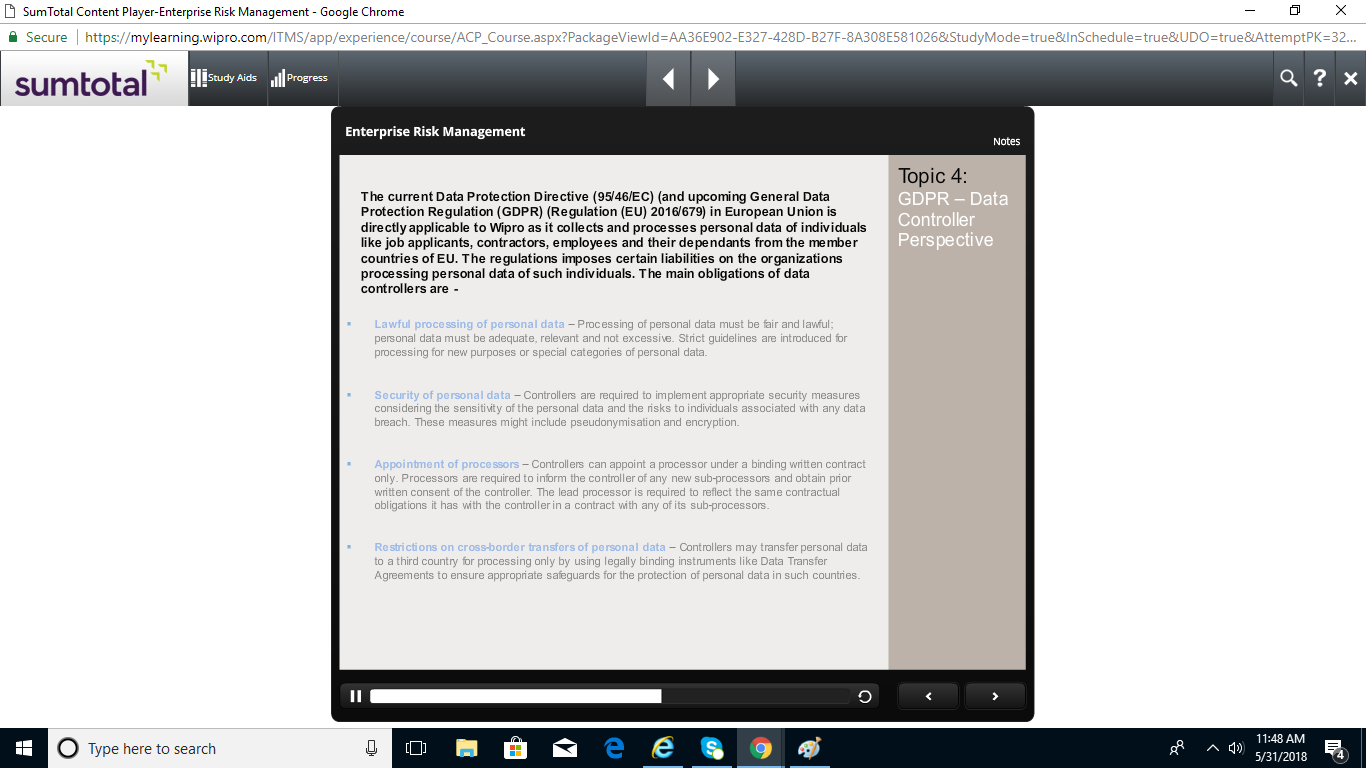 SumTotal Content Player-Enterprise Risk Management - Google Chrome
Secure https://mylearning.wipro.com/ITMS/app/experience/course/ACP_Course.aspx?PackageViewId=AA36E902-E327-428D-B27F-8A308E581026&StudyMode=true&InSchedule=true&UDO=true&AttemptPK=32...
sumtotal Study Aids Progress
Enterprise Risk Management
Notes
The current Data Protection Directive (95/46/EC) (and upcoming General Data
Protection Regulation (GDPR) (Regulation (EU) 2016/679) in European Union is
directly applicable to Wipro as it collects and processes personal data of individuals
like job applicants, contractors, employees and their dependants from the member
countries of EU. The regulations imposes certain liabilities on the organizations
processing personal data of such individuals. The main obligations of data
controllers are -
▪ Lawful processing of personal data – Processing of personal data must be fair and lawful;
personal data must be adequate, relevant and not excessive. Strict guidelines are introduced for
processing for new purposes or special categories of personal data.
▪ Security of personal data – Controllers are required to implement appropriate security measures
considering the sensitivity of the personal data and the risks to individuals associated with any data
breach. These measures might include pseudonymisation and encryption.
▪ Appointment of processors – Controllers can appoint a processor under a binding written contract
only. Processors are required to inform the controller of any new sub-processors and obtain prior
written consent of the controller. The lead processor is required to reflect the same contractual
obligations it has with the controller in a contract with any of its sub-processors.
▪ Restrictions on cross-border transfers of personal data – Controllers may transfer personal data
to a third country for processing only by using legally binding instruments like Data Transfer
Agreements to ensure appropriate safeguards for the protection of personal data in such countries.
Topic 4:
GDPR – Data
Controller
Perspective
Type here to search
11:48 AM
5/31/2018
4